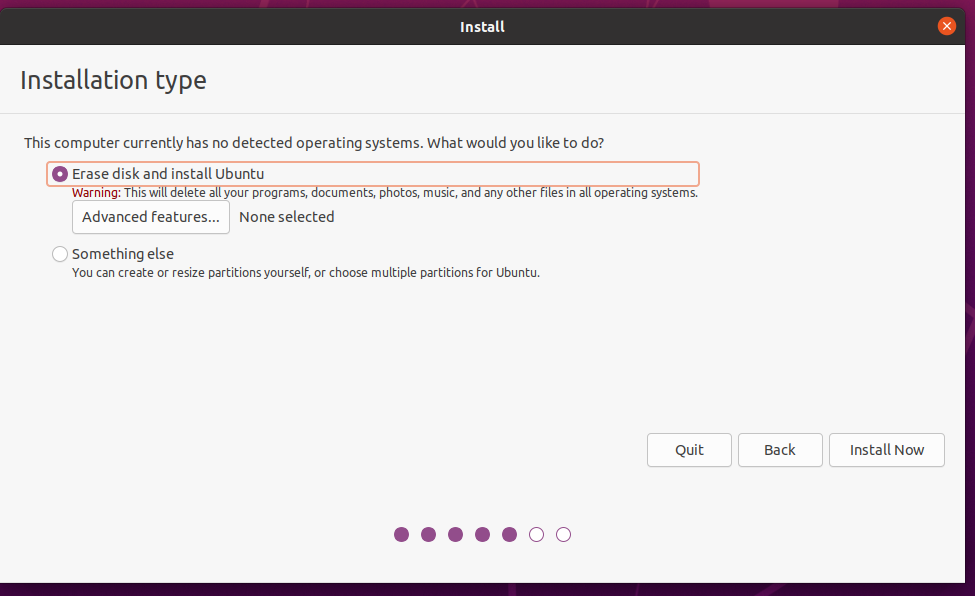 Install
Installation type
This computer currently has no detected operating systems. What would you like to do?
Erase disk and install Ubuntu
Warning: This will delete all your programs, documents, photos, music, and any other files in all operating systems.
Advanced features... None selected
Something else
You can create or resize partitions yourself, or choose multiple partitions for Ubuntu.
Quit Back Install Now